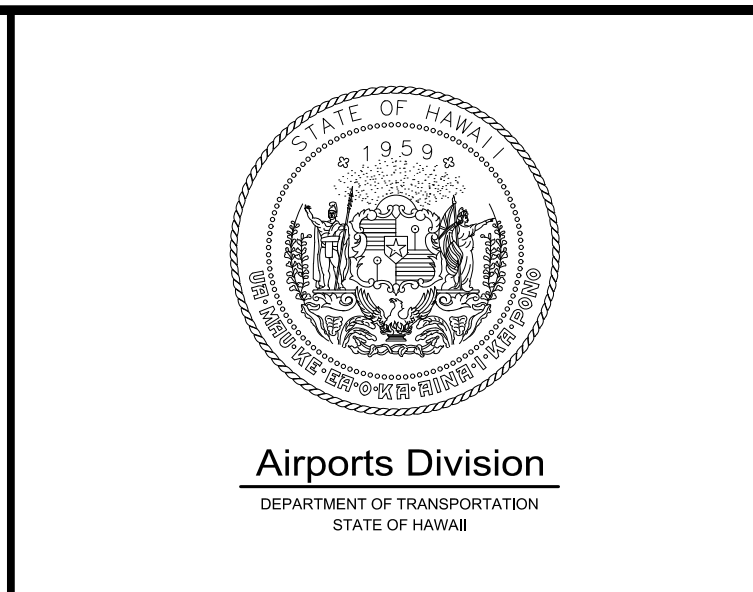 STATE OF HAWAII
1959
UA·MAU·KE·EA·O·KA·AINA·I·KA·PONO
Airports Division
DEPARTMENT OF TRANSPORTATION
STATE OF HAWAII